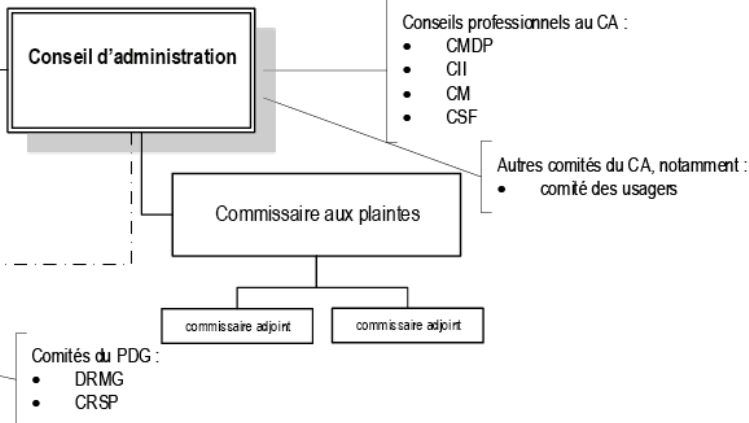 Conseil d'administration
Conseils professionnels au CA :
• CMDP
• CII
• CM
• CSF
Autres comités du CA, notamment :
• comité des usagers
Commissaire aux plaintes
commissaire adjoint
commissaire adjoint
Comités du PDG :
• DRMG
• CRSP